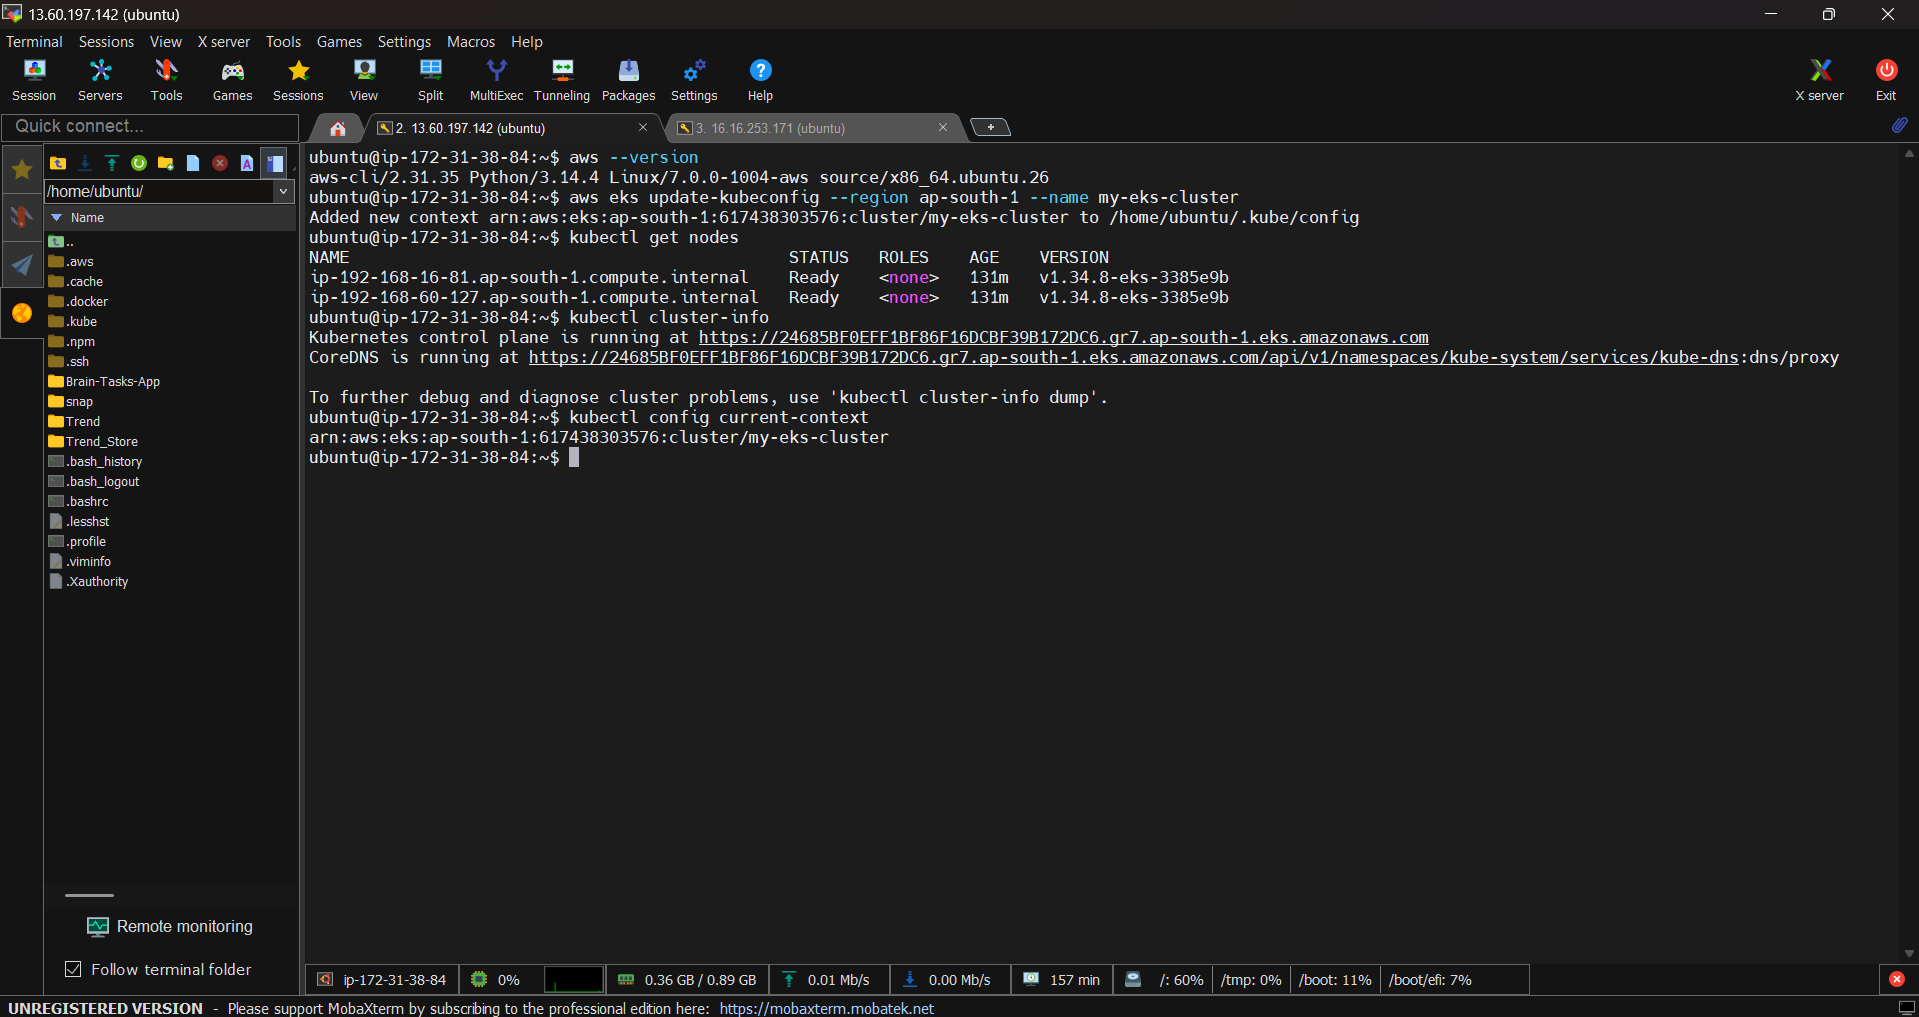 13.60.197.142 (ubuntu)
Terminal Sessions View X server Tools Games Settings Macros Help
Session Servers Tools Games Sessions View Split MultiExec Tunneling Packages Settings Help X server Exit
Quick connect...
2. 13.60.197.142 (ubuntu)
3. 16.16.253.171 (ubuntu)
/home/ubuntu/
Name
..
.aws
.cache
.docker
.kube
.npm
.ssh
Brain-Tasks-App
snap
Trend
Trend_Store
.bash_history
.bash_logout
.bashrc
.lesshst
.profile
.viminfo
.Xauthority
Remote monitoring
Follow terminal folder
ubuntu@ip-172-31-38-84:~$ aws --version
aws-cli/2.31.35 Python/3.14.4 Linux/7.0.0-1004-aws source/x86_64.ubuntu.26
ubuntu@ip-172-31-38-84:~$ aws eks update-kubeconfig --region ap-south-1 --name my-eks-cluster
Added new context arn:aws:eks:ap-south-1:617438303576:cluster/my-eks-cluster to /home/ubuntu/.kube/config
ubuntu@ip-172-31-38-84:~$ kubectl get nodes
NAME STATUS ROLES AGE VERSION
ip-192-168-16-81.ap-south-1.compute.internal Ready <none> 131m v1.34.8-eks-3385e9b
ip-192-168-60-127.ap-south-1.compute.internal Ready <none> 131m v1.34.8-eks-3385e9b
ubuntu@ip-172-31-38-84:~$ kubectl cluster-info
Kubernetes control plane is running at https://24685BF0EFF1BF86F16DCBF39B172DC6.gr7.ap-south-1.eks.amazonaws.com
CoreDNS is running at https://24685BF0EFF1BF86F16DCBF39B172DC6.gr7.ap-south-1.eks.amazonaws.com/api/v1/namespaces/kube-system/services/kube-dns:dns/proxy
To further debug and diagnose cluster problems, use 'kubectl cluster-info dump'.
ubuntu@ip-172-31-38-84:~$ kubectl config current-context
arn:aws:eks:ap-south-1:617438303576:cluster/my-eks-cluster
ubuntu@ip-172-31-38-84:~$
ip-172-31-38-84 0% 0.36 GB / 0.89 GB 0.01 Mb/s 0.00 Mb/s 157 min /: 60% /tmp: 0% /boot: 11% /boot/efi: 7%
UNREGISTERED VERSION - Please support MobaXterm by subscribing to the professional edition here: https://mobaxterm.mobatek.net